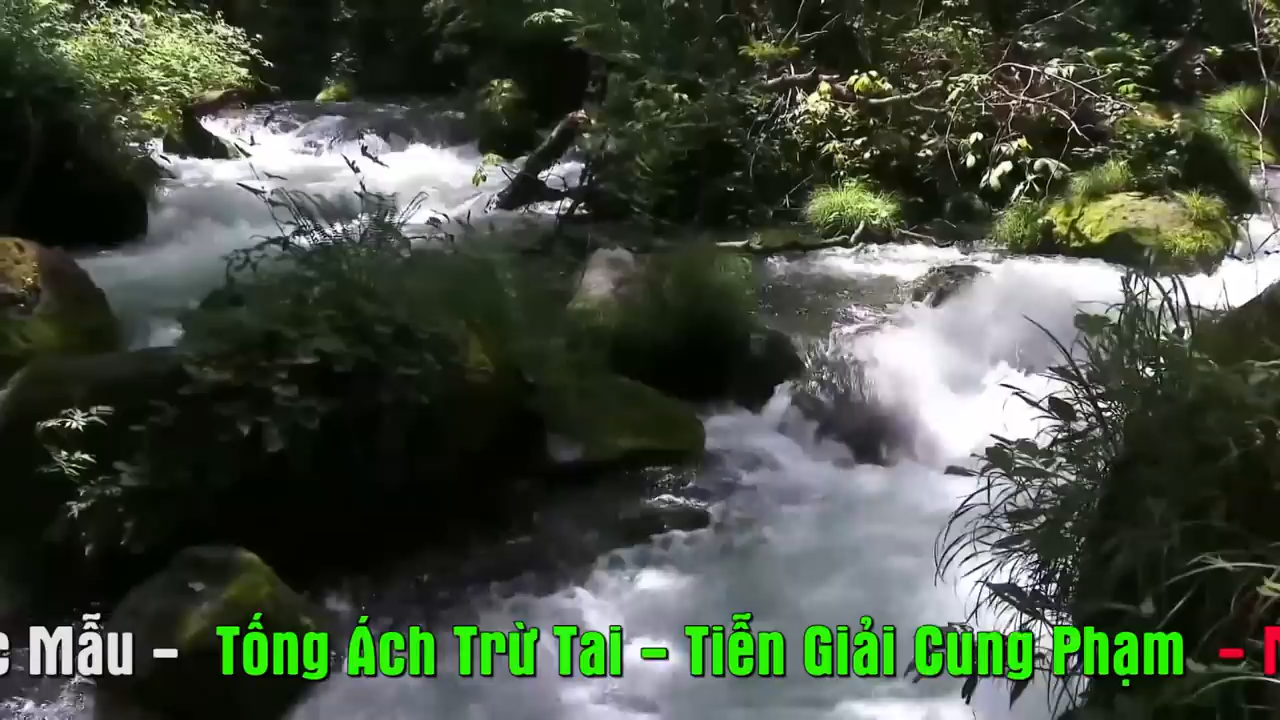 Mẫu - Tống Ách Trừ Tai - Tiễn Giải Cung Phạm -